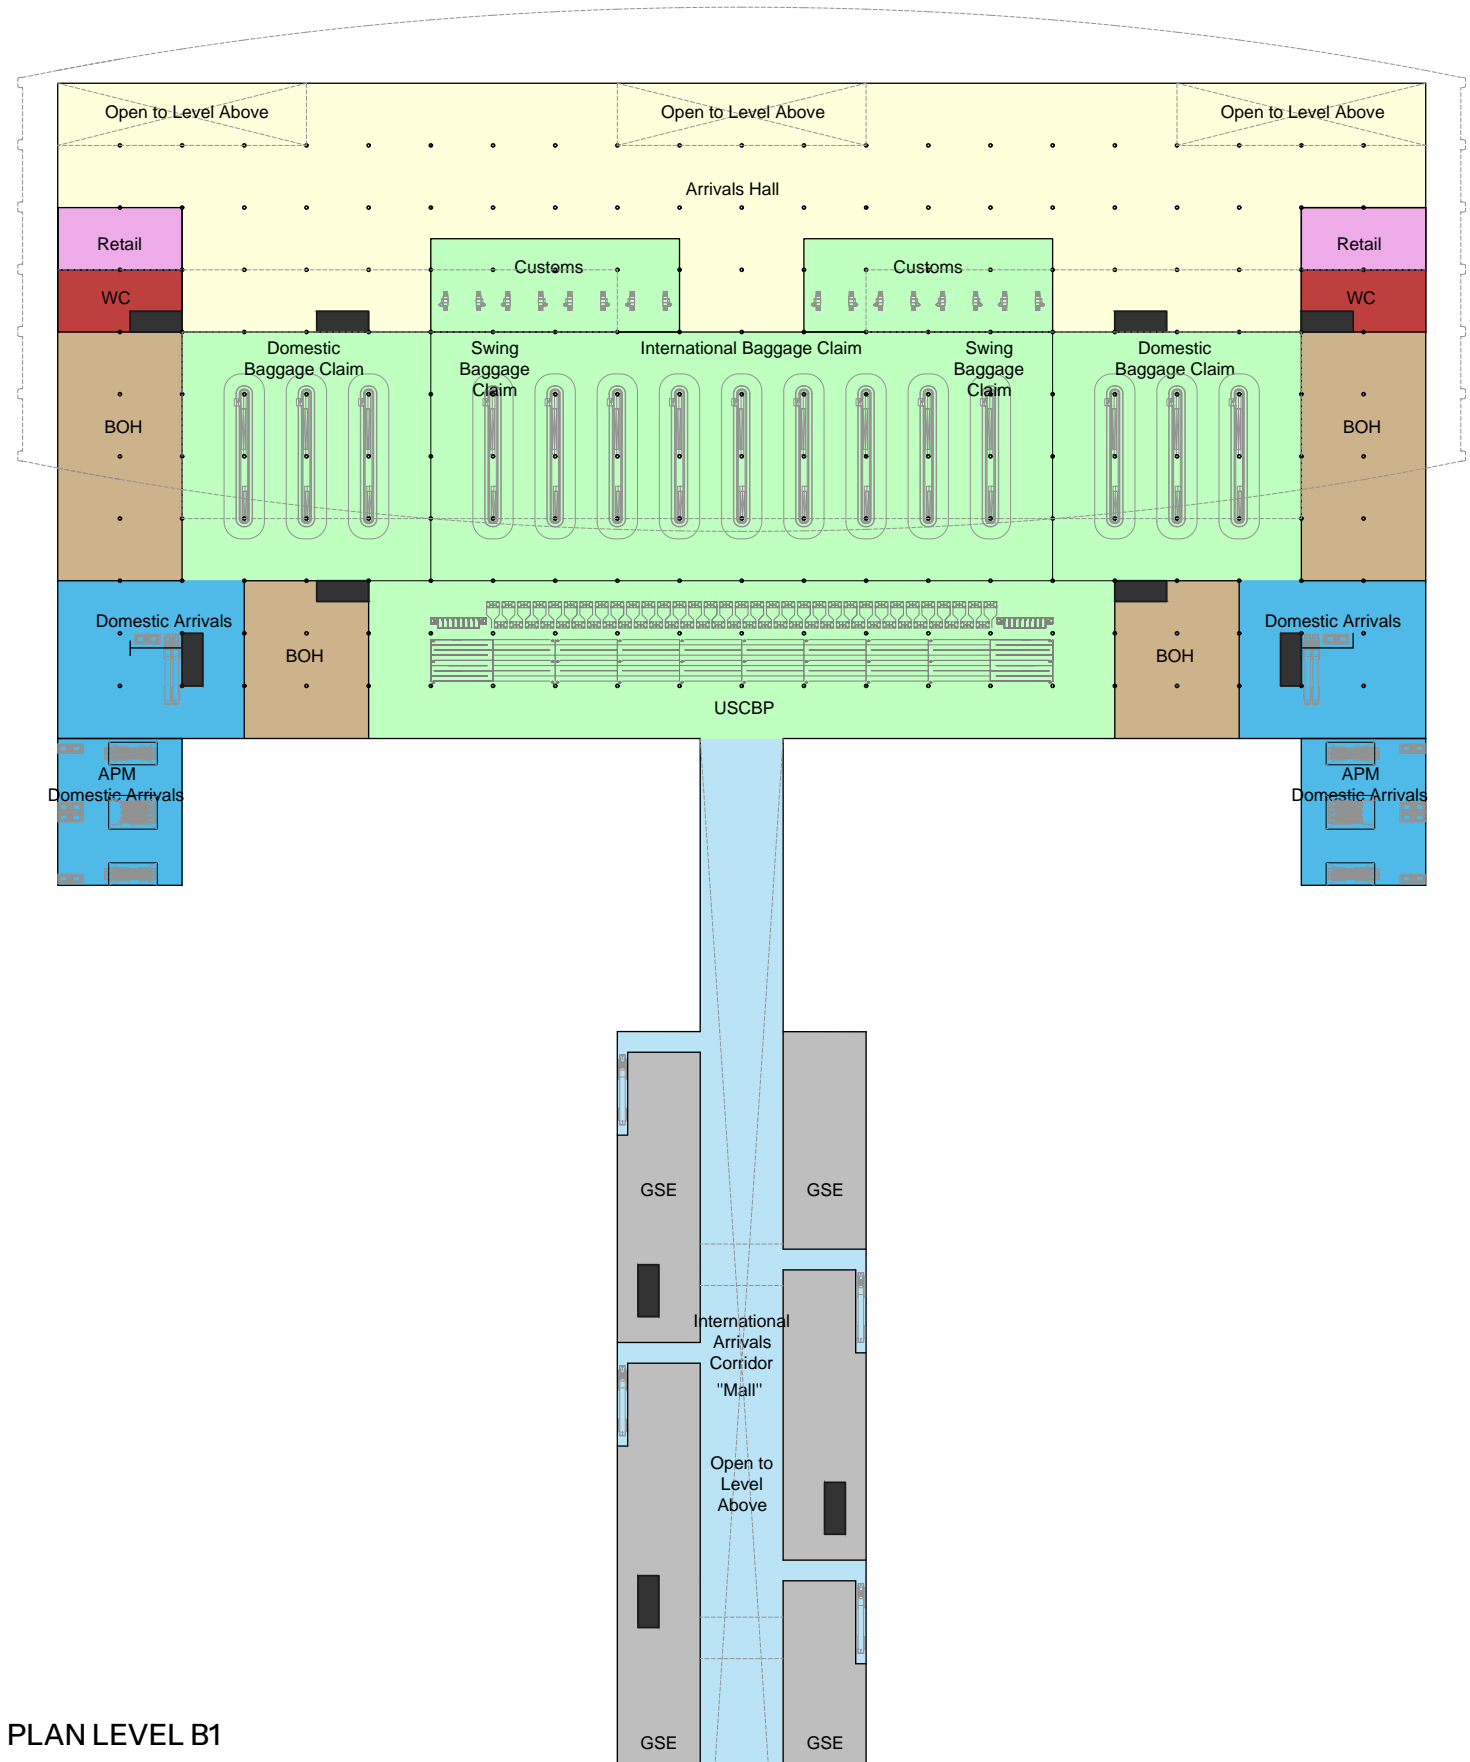 Open to Level Above
Open to Level Above
Open to Level Above
Arrivals Hall
Retail
Retail
Customs
Customs
WC
WC
Domestic
Baggage Claim
Swing
Baggage
Claim
International Baggage Claim
Swing
Baggage
Claim
Domestic
Baggage Claim
BOH
BOH
Domestic Arrivals
Domestic Arrivals
BOH
BOH
USCBP
APM
Domestic Arrivals
APM
Domestic Arrivals
GSE
GSE
International
Arrivals
Corridor
"Mall"
Open to
Level
Above
GSE
GSE
PLAN LEVEL B1